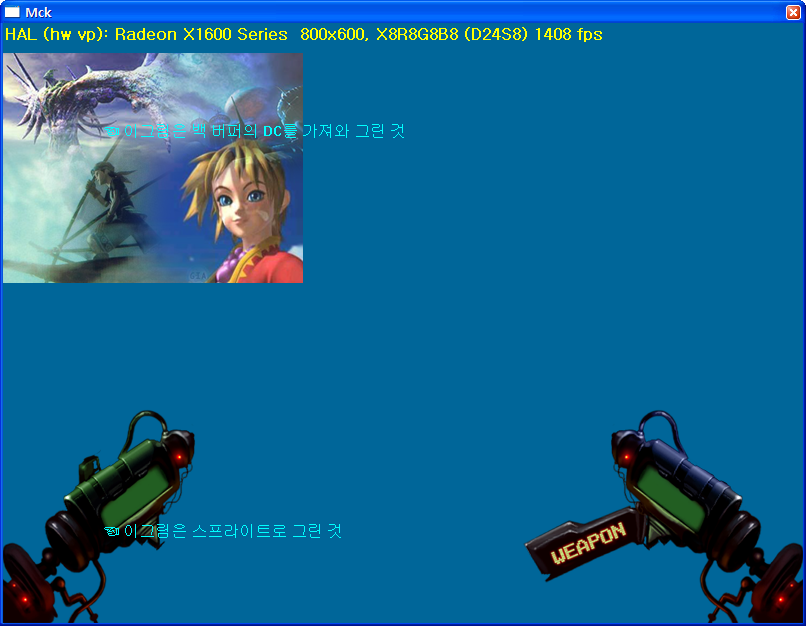 Mck
HAL (hw vp): Radeon X1600 Series 800x600, X8R8G8B8 (D24S8) 1408 fps
☜ 이그림은 백 버퍼의 DC를 가져와 그린 것
☜ 이그림은 스프라이트로 그린 것
WEAPON